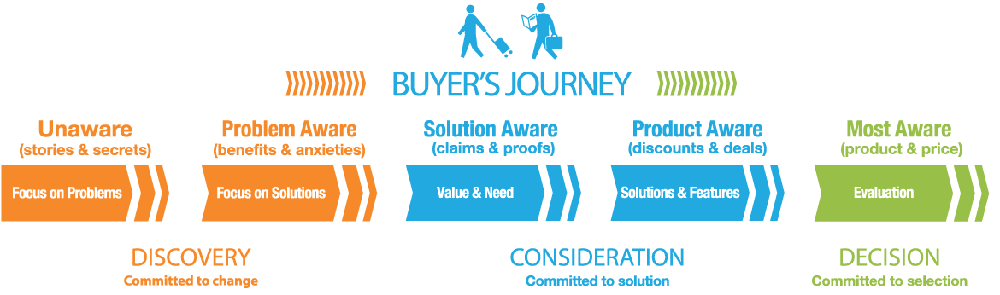 BUYER'S JOURNEY
Unaware
(stories & secrets)
Focus on Problems
Problem Aware
(benefits & anxieties)
Focus on Solutions
Solution Aware
(claims & proofs)
Value & Need
Product Aware
(discounts & deals)
Solutions & Features
Most Aware
(product & price)
Evaluation
DISCOVERY
Committed to change
CONSIDERATION
Committed to solution
DECISION
Committed to selection